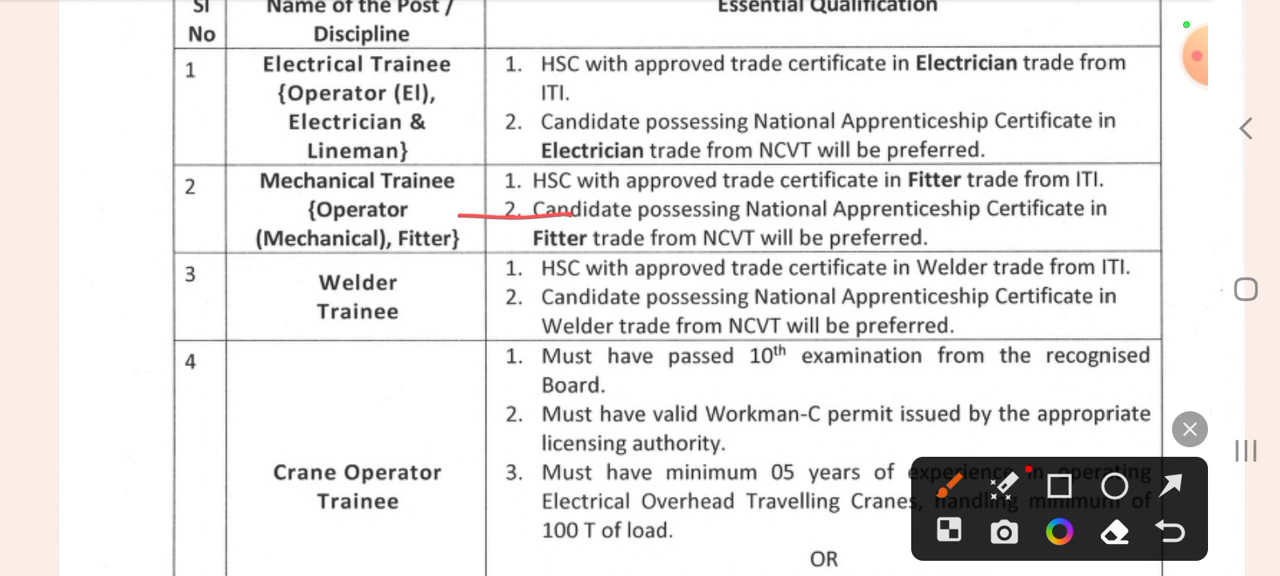 Sl No
Name of the Post / Discipline
Essential Qualification
1
Electrical Trainee
{Operator (El),
Electrician &
Lineman}
1. HSC with approved trade certificate in Electrician trade from
ITI.
2. Candidate possessing National Apprenticeship Certificate in
Electrician trade from NCVT will be preferred.
2
Mechanical Trainee
{Operator
(Mechanical), Fitter}
1. HSC with approved trade certificate in Fitter trade from ITI.
2. Candidate possessing National Apprenticeship Certificate in
Fitter trade from NCVT will be preferred.
3
Welder
Trainee
1. HSC with approved trade certificate in Welder trade from ITI.
2. Candidate possessing National Apprenticeship Certificate in
Welder trade from NCVT will be preferred.
4
Crane Operator
Trainee
1. Must have passed 10th examination from the recognised
Board.
2. Must have valid Workman-C permit issued by the appropriate
licensing authority.
3. Must have minimum 05 years of experience in operating
Electrical Overhead Travelling Cranes, handling minimum of
100 T of load.
OR